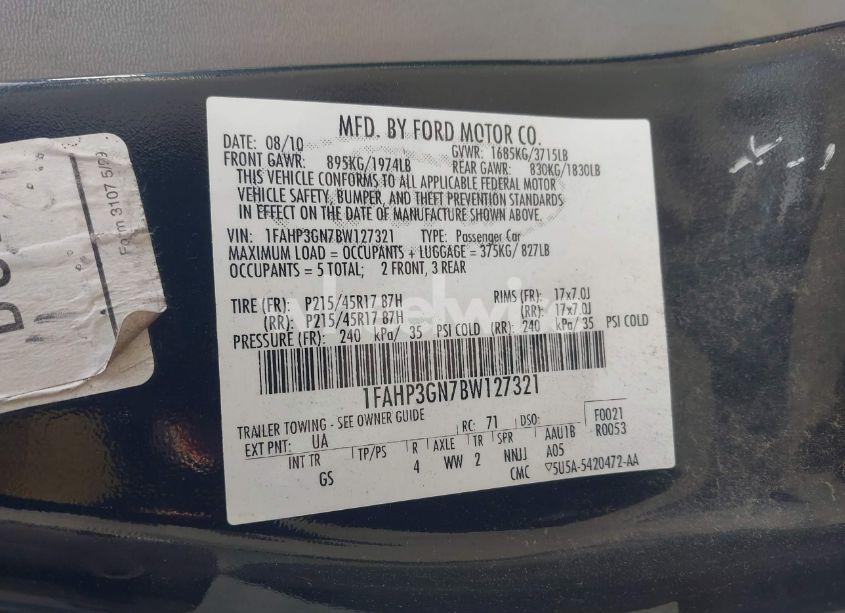 MFD. BY FORD MOTOR CO.
DATE: 08/10 GVWR: 1685KG/3715LB
FRONT GAWR: 895KG/1974LB REAR GAWR: 830KG/1830LB
THIS VEHICLE CONFORMS TO ALL APPLICABLE FEDERAL MOTOR
VEHICLE SAFETY, BUMPER, AND THEFT PREVENTION STANDARDS
IN EFFECT ON THE DATE OF MANUFACTURE SHOWN ABOVE.
VIN: 1FAHP3GN7BW127321 TYPE: Passenger Car
MAXIMUM LOAD = OCCUPANTS + LUGGAGE = 375KG/ 827LB
OCCUPANTS = 5 TOTAL; 2 FRONT, 3 REAR
TIRE (FR): P215/45R17 87H RIMS (FR): 17x7.0J
(RR): P215/45R17 87H (RR): 17x7.0J
PRESSURE (FR): 240 kPa/ 35 PSI COLD (RR): 240 kPa/ 35 PSI COLD
1FAHP3GN7BW127321
TRAILER TOWING - SEE OWNER GUIDE
EXT PNT: UA RC: 71 DSO: F0021
R0053
INT TR TP/PS R AXLE TR SPR AAU1B
GS 4 WW 2 NNJJ A05
CMC ▽5U5A-5420472-AA
Form 3107 5/09